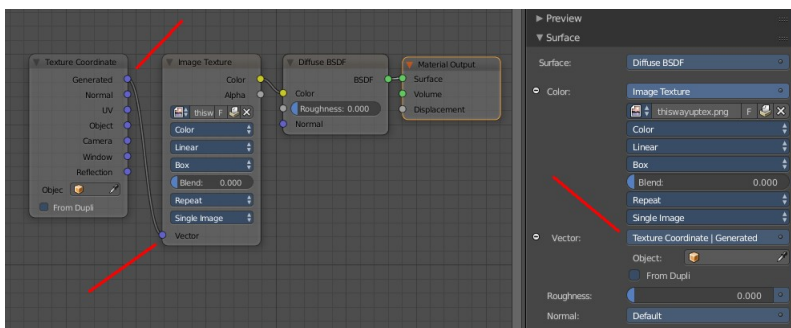 Texture Coordinate
Generated
Normal
UV
Object
Camera
Window
Reflection
Objec
From Dupli
Image Texture
Color
Alpha
thisw F
Color
Linear
Box
Blend: 0.000
Repeat
Single Image
Vector
Diffuse BSDF
BSDF
Color
Roughness: 0.000
Normal
Material Output
Surface
Volume
Displacement
Preview
Surface
Surface: Diffuse BSDF
Color: Image Texture
thiswayuptex.png F
Color
Linear
Box
Blend: 0.000
Repeat
Single Image
Vector: Texture Coordinate | Generated
Object:
From Dupli
Roughness: 0.000
Normal: Default